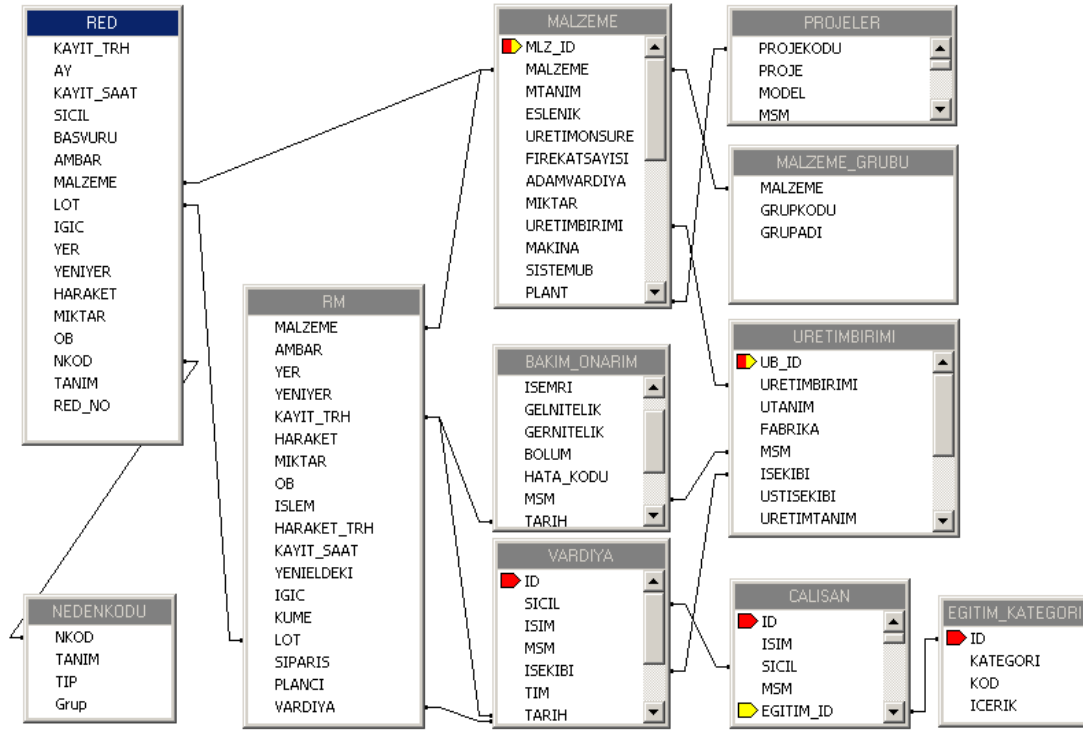 RED
KAYIT_TRH
AY
KAYIT_SAAT
SICIL
BASVURU
AMBAR
MALZEME
LOT
IGIC
YER
YENIYER
HARAKET
MIKTAR
OB
NKOD
TANIM
RED_NO
NEDENKODU
NKOD
TANIM
TIP
Grup
RM
MALZEME
AMBAR
YER
YENIYER
KAYIT_TRH
HARAKET
MIKTAR
OB
ISLEM
HARAKET_TRH
KAYIT_SAAT
YENIELDEKI
IGIC
KUME
LOT
SIPARIS
PLANCI
VARDIYA
MALZEME
MLZ_ID
MALZEME
MTANIM
ESLENIK
URETIMONSURE
FIREKATSAYISI
ADAMVARDIYA
MIKTAR
URETIMBIRIMI
MAKINA
SISTEMUB
PLANT
BAKIM_ONARIM
ISEMRI
GELNITELIK
GERNITELIK
BOLUM
HATA_KODU
MSM
TARIH
VARDIYA
ID
SICIL
ISIM
MSM
ISEKIBI
TIM
TARIH
PROJELER
PROJEKODU
PROJE
MODEL
MSM
MALZEME_GRUBU
MALZEME
GRUPKODU
GRUPADI
URETIMBIRIMI
UB_ID
URETIMBIRIMI
UTANIM
FABRIKA
MSM
ISEKIBI
USTISEKIBI
URETIMTANIM
CALISAN
ID
ISIM
SICIL
MSM
EGITIM_ID
EGITIM_KATEGORI
ID
KATEGORI
KOD
ICERIK